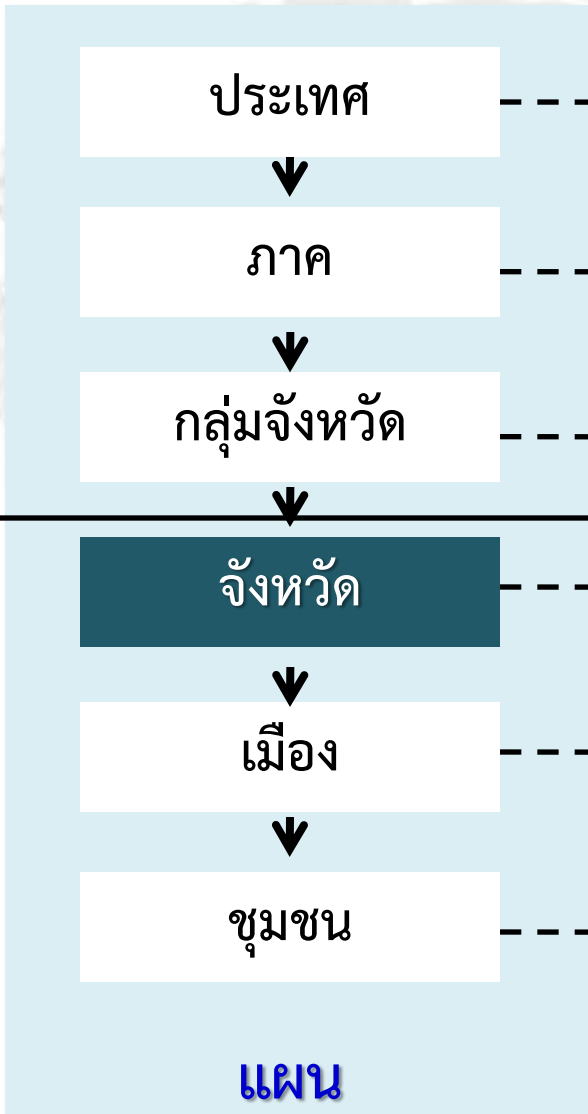 ประเทศ
ภาค
กลุ่มจังหวัด
จังหวัด
เมือง
ชุมชน
แผน